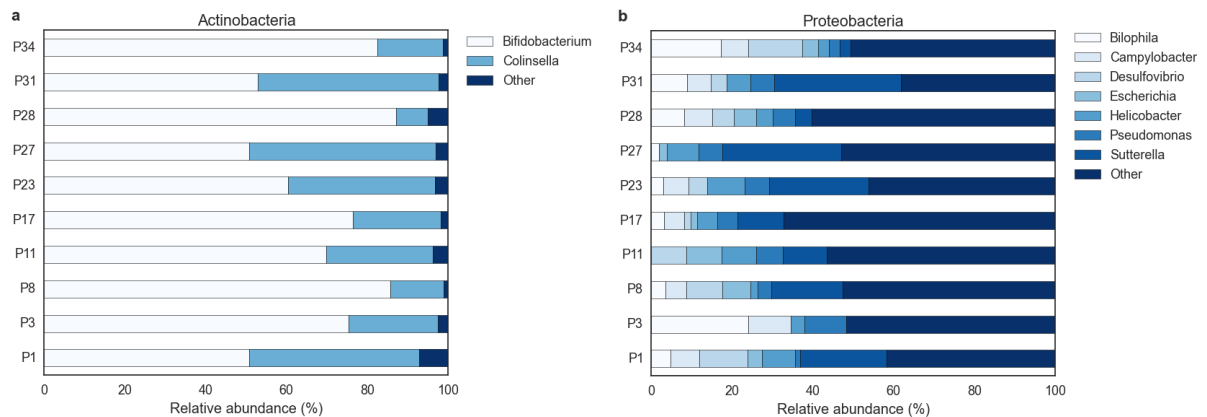 a
Actinobacteria
P34
P31
P28
P27
P23
P17
P11
P8
P3
P1
0 20 40 60 80 100
Relative abundance (%)
Bifidobacterium
Colinsella
Other
b
Proteobacteria
P34
P31
P28
P27
P23
P17
P11
P8
P3
P1
0 20 40 60 80 100
Relative abundance (%)
Bilophila
Campylobacter
Desulfovibrio
Escherichia
Helicobacter
Pseudomonas
Sutterella
Other